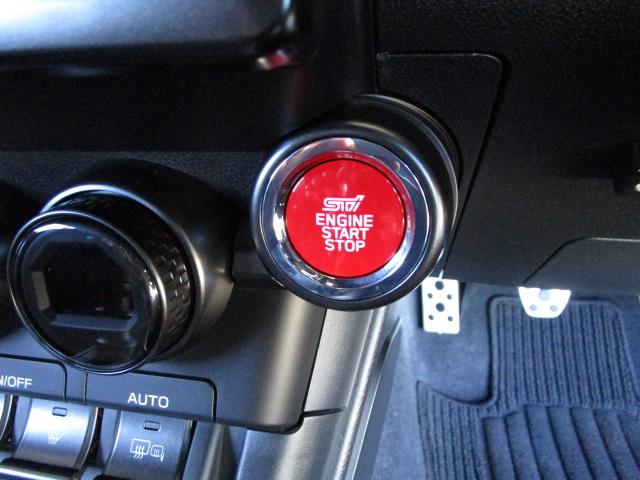 STI
ENGINE
START
STOP
N/OFF
AUTO